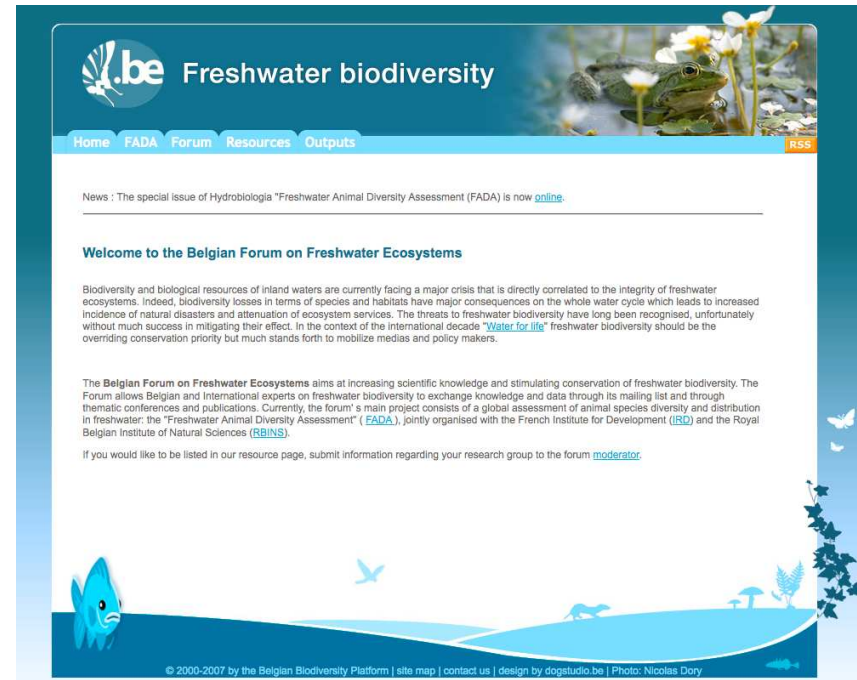 .be Freshwater biodiversity
Home FADA Forum Resources Outputs
RSS
News : The special issue of Hydrobiologia "Freshwater Animal Diversity Assessment (FADA) is now online.
Welcome to the Belgian Forum on Freshwater Ecosystems
Biodiversity and biological resources of inland waters are currently facing a major crisis that is directly correlated to the integrity of freshwater
ecosystems. Indeed, biodiversity losses in terms of species and habitats have major consequences on the whole water cycle which leads to increased
incidence of natural disasters and attenuation of ecosystem services. The threats to freshwater biodiversity have long been recognised, unfortunately
without much success in mitigating their effect. In the context of the international decade "Water for life" freshwater biodiversity should be the
overriding conservation priority but much stands forth to mobilize medias and policy makers.
The Belgian Forum on Freshwater Ecosystems aims at increasing scientific knowledge and stimulating conservation of freshwater biodiversity. The
Forum allows Belgian and International experts on freshwater biodiversity to exchange knowledge and data through its mailing list and through
thematic conferences and publications. Currently, the forum' s main project consists of a global assessment of animal species diversity and distribution
in freshwater: the "Freshwater Animal Diversity Assessment" ( FADA ), jointly organised with the French Institute for Development (IRD) and the Royal
Belgian Institute of Natural Sciences (RBINS).
If you would like to be listed in our resource page, submit information regarding your research group to the forum moderator.
© 2000-2007 by the Belgian Biodiversity Platform | site map | contact us | design by dogstudio.be | Photo: Nicolas Dory